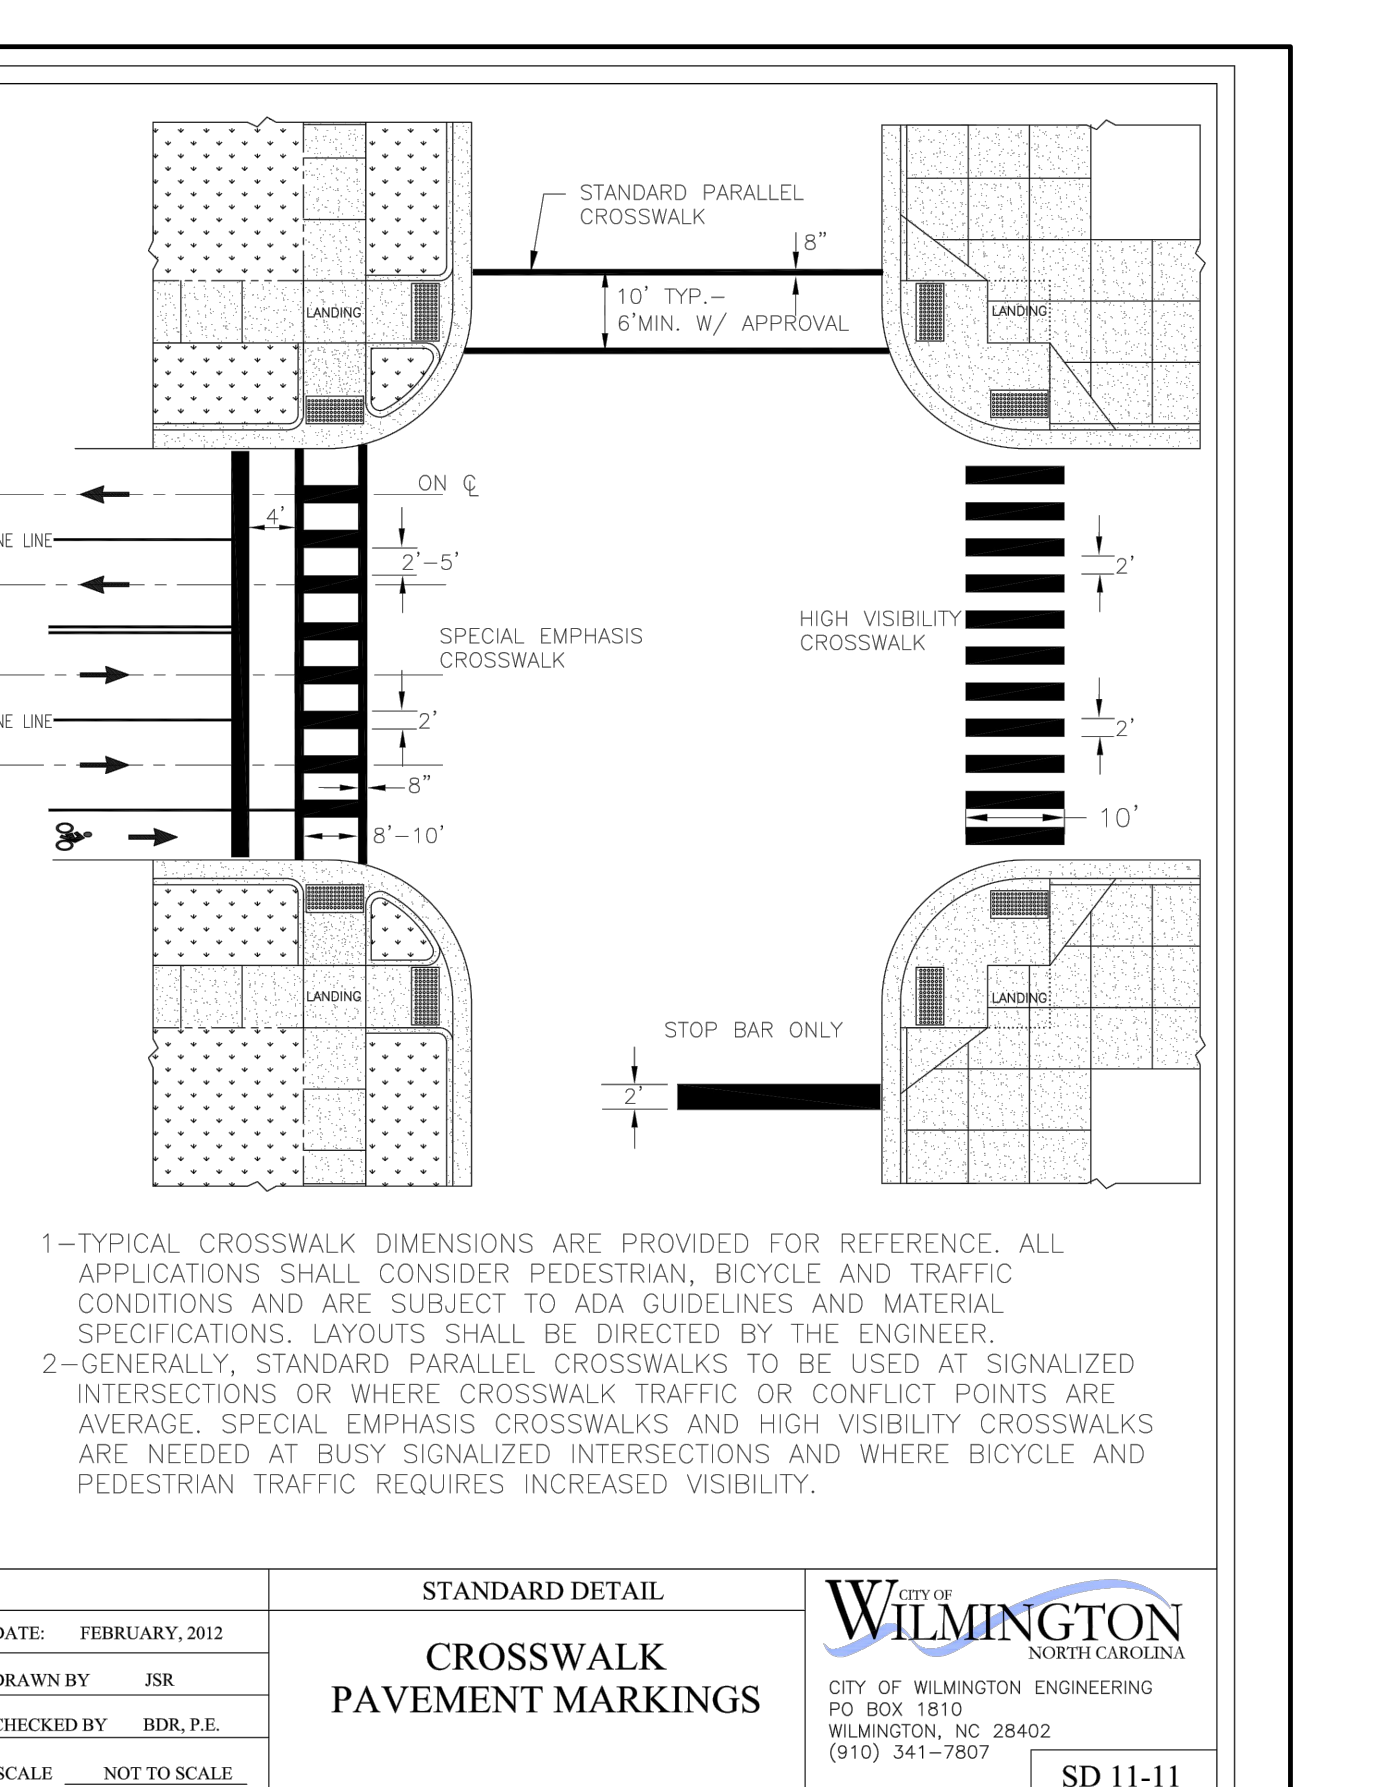 STANDARD PARALLEL
CROSSWALK
8"
10' TYP.-
6'MIN. W/ APPROVAL
LANDING
LANDING
ON ℄
4'
NE LINE
2'-5'
2'
HIGH VISIBILITY
CROSSWALK
SPECIAL EMPHASIS
CROSSWALK
NE LINE
2'
2'
8"
8'-10'
10'
LANDING
LANDING
STOP BAR ONLY
2'
1-TYPICAL CROSSWALK DIMENSIONS ARE PROVIDED FOR REFERENCE. ALL
APPLICATIONS SHALL CONSIDER PEDESTRIAN, BICYCLE AND TRAFFIC
CONDITIONS AND ARE SUBJECT TO ADA GUIDELINES AND MATERIAL
SPECIFICATIONS. LAYOUTS SHALL BE DIRECTED BY THE ENGINEER.
2-GENERALLY, STANDARD PARALLEL CROSSWALKS TO BE USED AT SIGNALIZED
INTERSECTIONS OR WHERE CROSSWALK TRAFFIC OR CONFLICT POINTS ARE
AVERAGE. SPECIAL EMPHASIS CROSSWALKS AND HIGH VISIBILITY CROSSWALKS
ARE NEEDED AT BUSY SIGNALIZED INTERSECTIONS AND WHERE BICYCLE AND
PEDESTRIAN TRAFFIC REQUIRES INCREASED VISIBILITY.
DATE: FEBRUARY, 2012
DRAWN BY JSR
CHECKED BY BDR, P.E.
SCALE NOT TO SCALE
STANDARD DETAIL
CROSSWALK
PAVEMENT MARKINGS
CITY OF
WILMINGTON
NORTH CAROLINA
CITY OF WILMINGTON ENGINEERING
PO BOX 1810
WILMINGTON, NC 28402
(910) 341-7807
SD 11-11